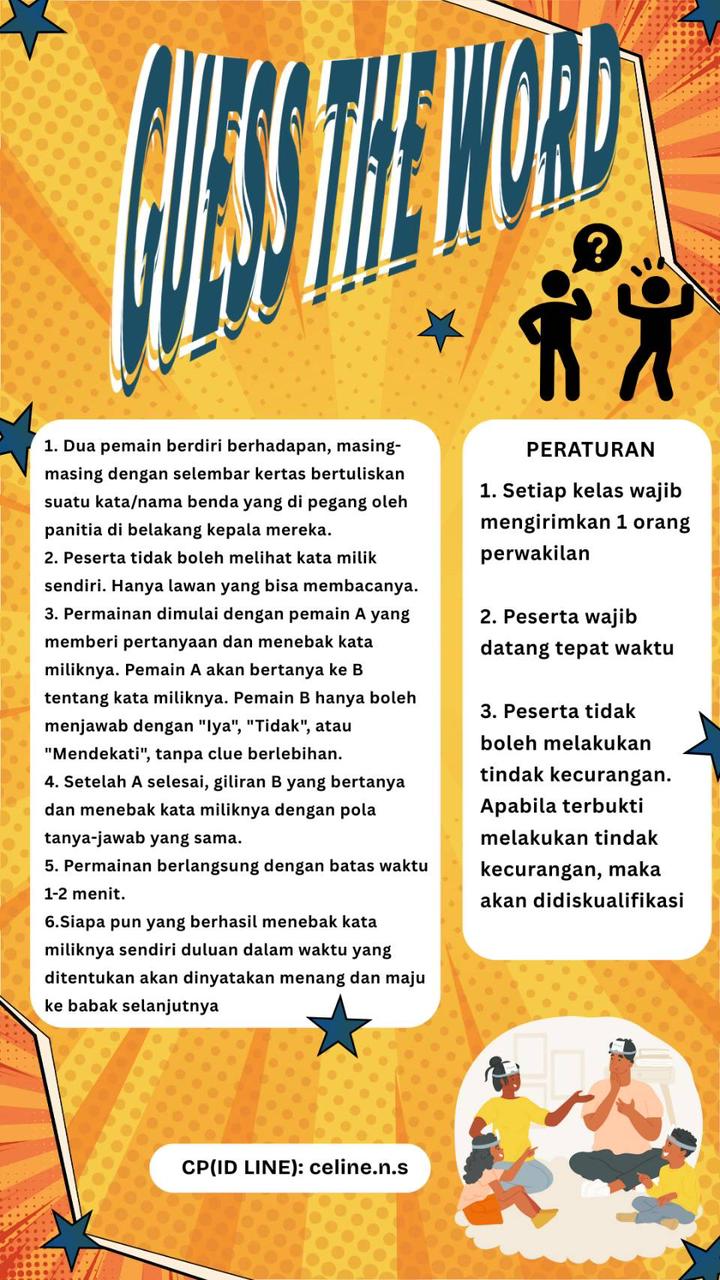 GUESS THE WORD
?
1. Dua pemain berdiri berhadapan, masing-
masing dengan selembar kertas bertuliskan
suatu kata/nama benda yang di pegang oleh
panitia di belakang kepala mereka.
2. Peserta tidak boleh melihat kata milik
sendiri. Hanya lawan yang bisa membacanya.
3. Permainan dimulai dengan pemain A yang
memberi pertanyaan dan menebak kata
miliknya. Pemain A akan bertanya ke B
tentang kata miliknya. Pemain B hanya boleh
menjawab dengan "Iya", "Tidak", atau
"Mendekati", tanpa clue berlebihan.
4. Setelah A selesai, giliran B yang bertanya
dan menebak kata miliknya dengan pola
tanya-jawab yang sama.
5. Permainan berlangsung dengan batas waktu
1-2 menit.
6.Siapa pun yang berhasil menebak kata
miliknya sendiri duluan dalam waktu yang
ditentukan akan dinyatakan menang dan maju
ke babak selanjutnya
PERATURAN
1. Setiap kelas wajib
mengirimkan 1 orang
perwakilan
2. Peserta wajib
datang tepat waktu
3. Peserta tidak
boleh melakukan
tindak kecurangan.
Apabila terbukti
melakukan tindak
kecurangan, maka
akan didiskualifikasi
CP(ID LINE): celine.n.s